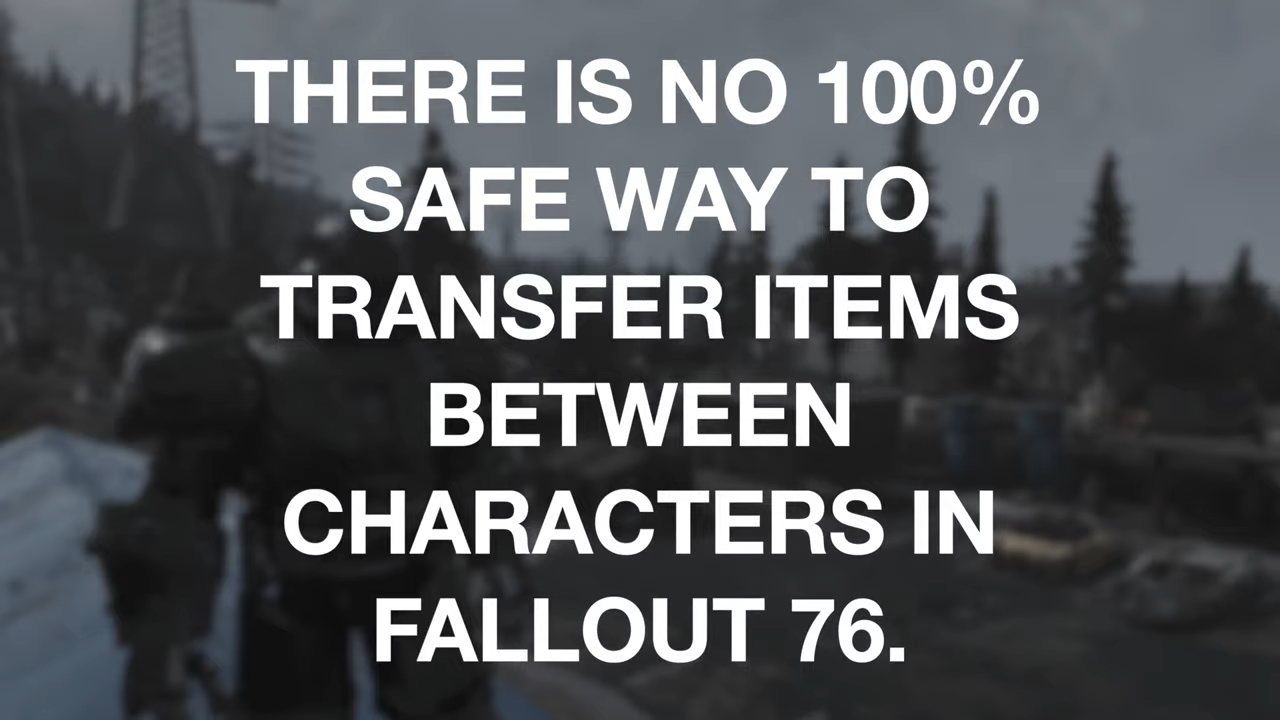 THERE IS NO 100%
SAFE WAY TO
TRANSFER ITEMS
BETWEEN
CHARACTERS IN
FALLOUT 76.